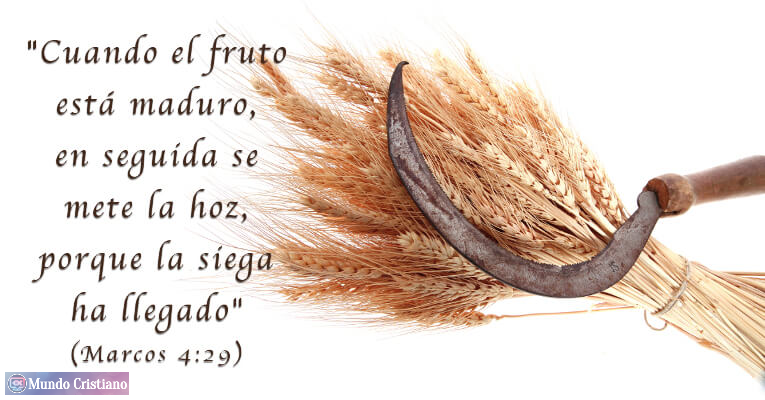 "Cuando el fruto
está maduro,
en seguida se
mete la hoz,
porque la siega
ha llegado"
(Marcos 4:29)
Mundo Cristiano